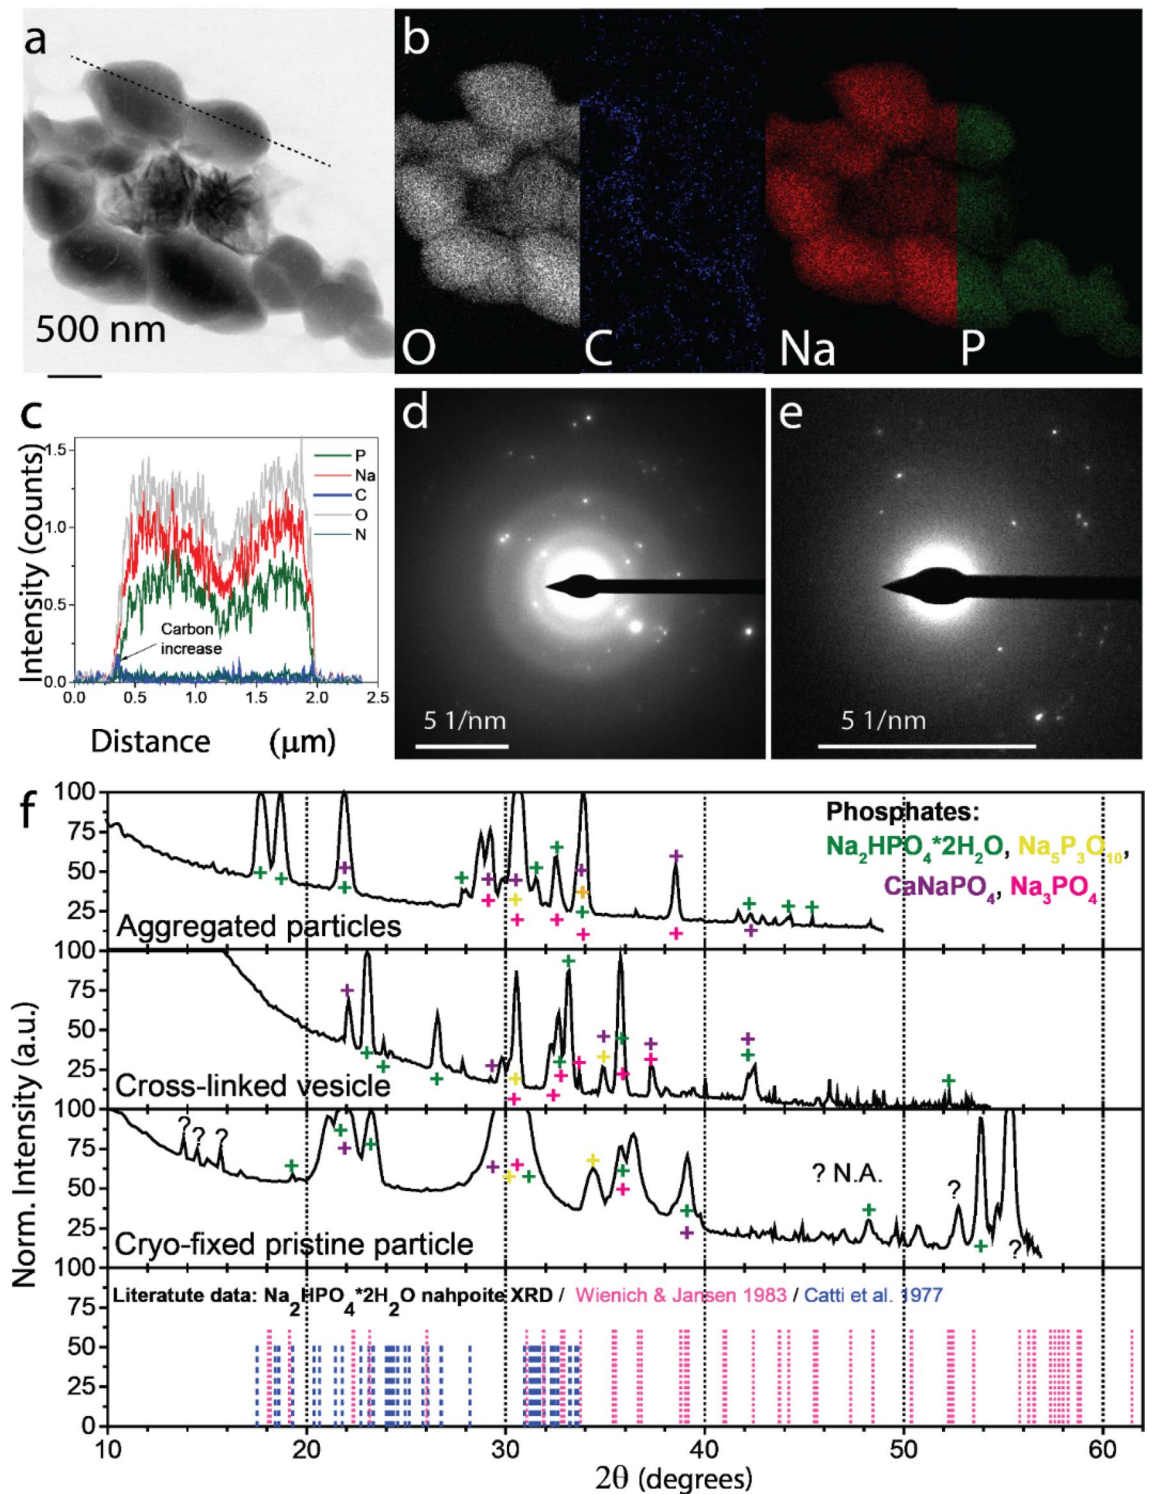 a
500 nm
b
O
C
Na
P
c
Intensity (counts)
1.5
1.0
0.5
0.0
P
Na
C
O
N
Carbon
increase
0.0 0.5 1.0 1.5 2.0 2.5
Distance (μm)
d
5 1/nm
e
5 1/nm
f
Norm. Intensity (a.u.)
100
75
50
25
Phosphates:
Na₂HPO₄*2H₂O, Na₅P₃O₁₀,
CaNaPO₄, Na₃PO₄
Aggregated particles
100
75
50
25
Cross-linked vesicle
100
75
50
25
? ? ?
? N.A.
?
?
Cryo-fixed pristine particle
100
75
50
25
0
Literatute data: Na₂HPO₄*2H₂O nahpoite XRD / Wienich & Jansen 1983 / Catti et al. 1977
10 20 30 40 50 60
2θ (degrees)